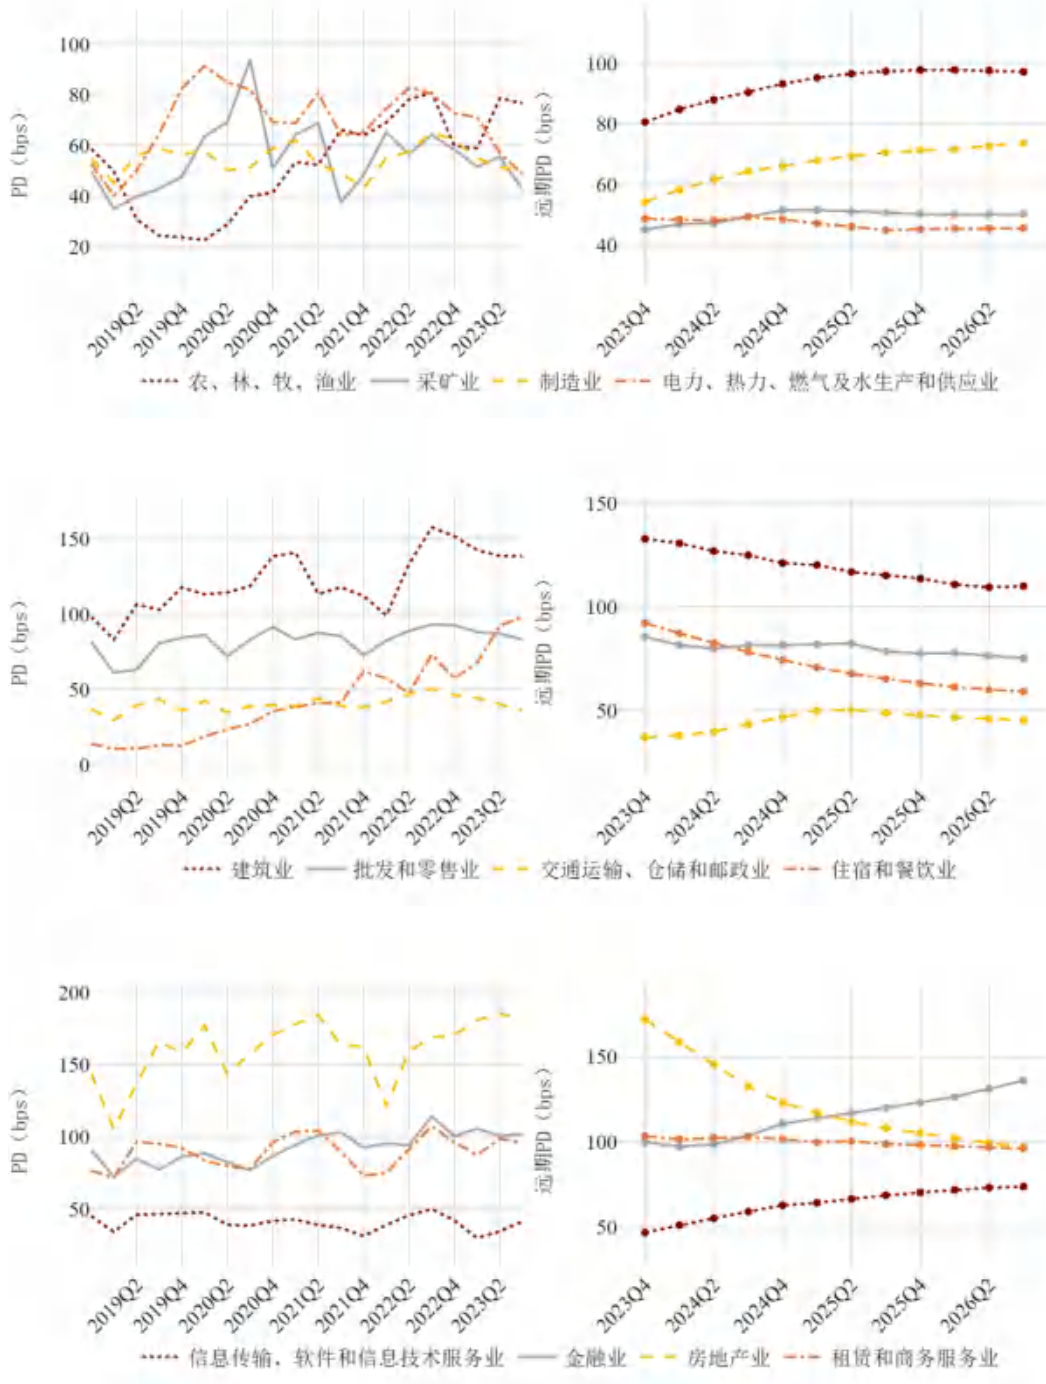 100
80
60
40
20
PD（bps）
2019Q2 2019Q4 2020Q2 2020Q4 2021Q2 2021Q4 2022Q2 2022Q4 2023Q2
100
80
60
40
远期PD（bps）
2023Q4 2024Q2 2024Q4 2025Q2 2025Q4 2026Q2
农、林、牧、渔业 采矿业 制造业 电力、热力、燃气及水生产和供应业
150
100
50
0
PD（bps）
2019Q2 2019Q4 2020Q2 2020Q4 2021Q2 2021Q4 2022Q2 2022Q4 2023Q2
150
100
50
远期PD（bps）
2023Q4 2024Q2 2024Q4 2025Q2 2025Q4 2026Q2
建筑业 批发和零售业 交通运输、仓储和邮政业 住宿和餐饮业
200
150
100
50
PD（bps）
2019Q2 2019Q4 2020Q2 2020Q4 2021Q2 2021Q4 2022Q2 2022Q4 2023Q2
150
100
50
远期PD（bps）
2023Q4 2024Q2 2024Q4 2025Q2 2025Q4 2026Q2
信息传输、软件和信息技术服务业 金融业 房地产业 租赁和商务服务业